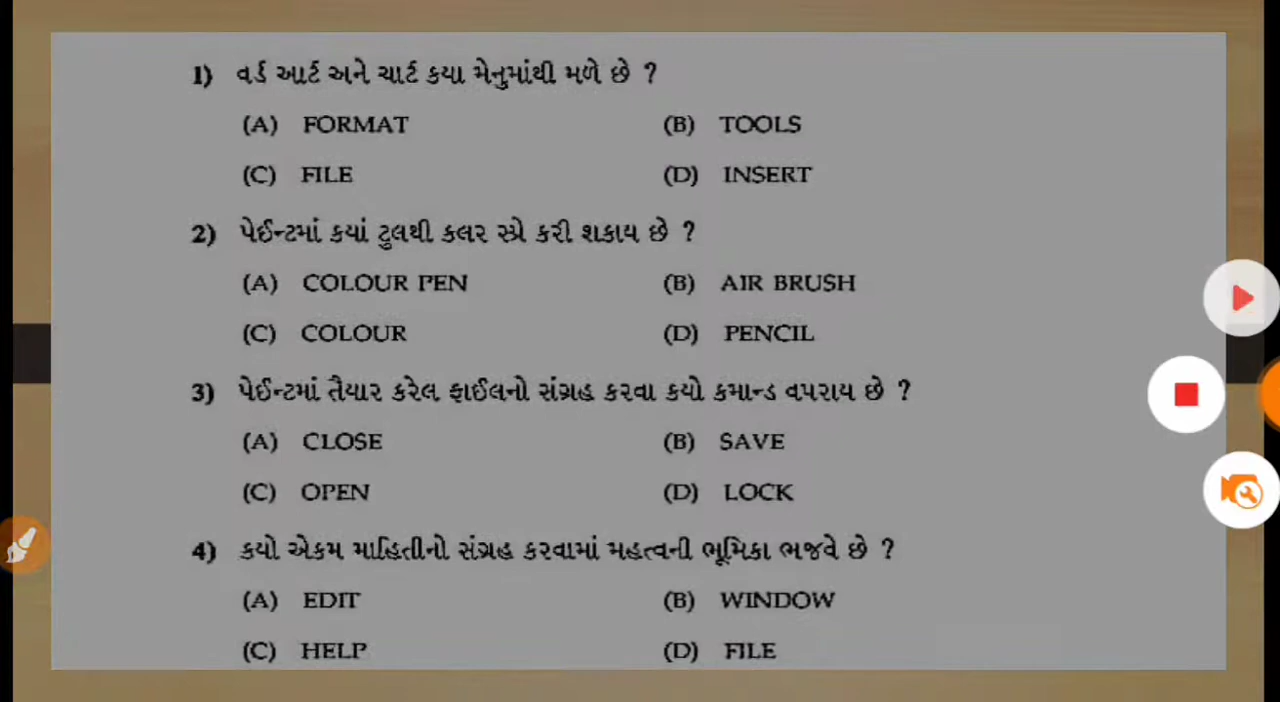 1) વર્ડ આર્ટ અને ચાર્ટ કયા મેનુમાંથી મળે છે ?
(A) FORMAT (B) TOOLS
(C) FILE (D) INSERT
2) પેઈન્ટમાં કયાં ટુલથી કલર સ્પ્રે કરી શકાય છે ?
(A) COLOUR PEN (B) AIR BRUSH
(C) COLOUR (D) PENCIL
3) પેઈન્ટમાં તૈયાર કરેલ ફાઈલનો સંગ્રહ કરવા કયો કમાન્ડ વપરાય છે ?
(A) CLOSE (B) SAVE
(C) OPEN (D) LOCK
4) કયો એકમ માહિતીનો સંગ્રહ કરવામાં મહત્વની ભૂમિકા ભજવે છે ?
(A) EDIT (B) WINDOW
(C) HELP (D) FILE